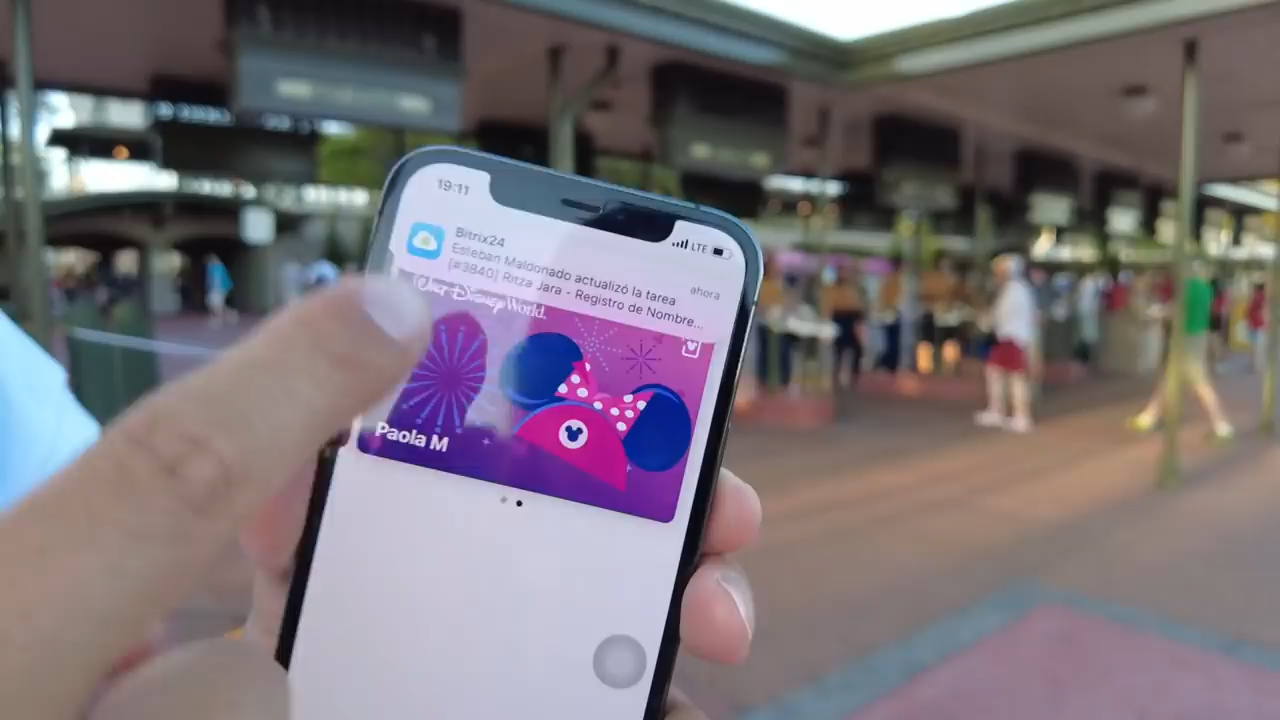 19:11
LTE
Bitrix24
ahora
Esteban Maldonado actualizó la tarea
[#3840] Ritza Jara - Registro de Nombre...
Walt Disney World.
Paola M